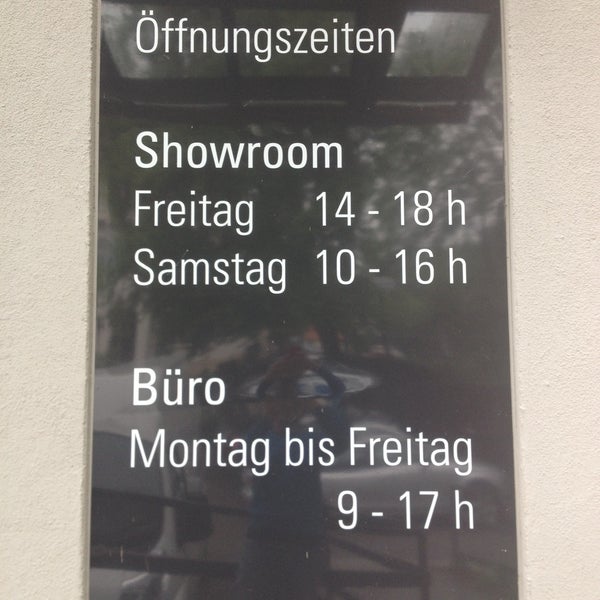 Öffnungszeiten
Showroom
Freitag 14 - 18 h
Samstag 10 - 16 h
Büro
Montag bis Freitag
9 - 17 h